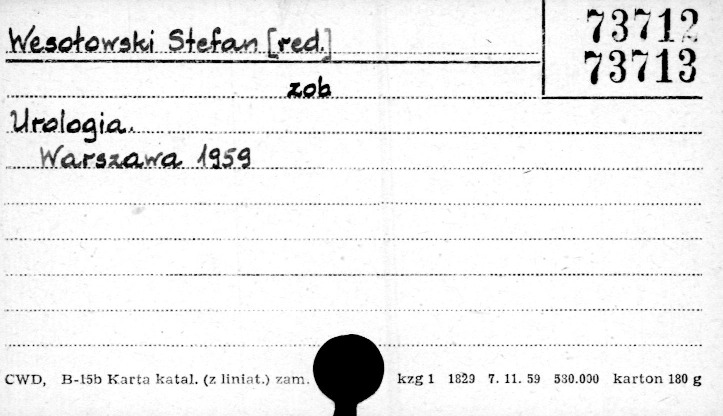 Wesołowski Stefan [red.]
73712
73713
zob
Urologia.
Warszawa 1959
CWD, B-15b Karta katal. (z liniat.) zam. kzg 1 1829 7. 11. 59 530.000 karton 180 g